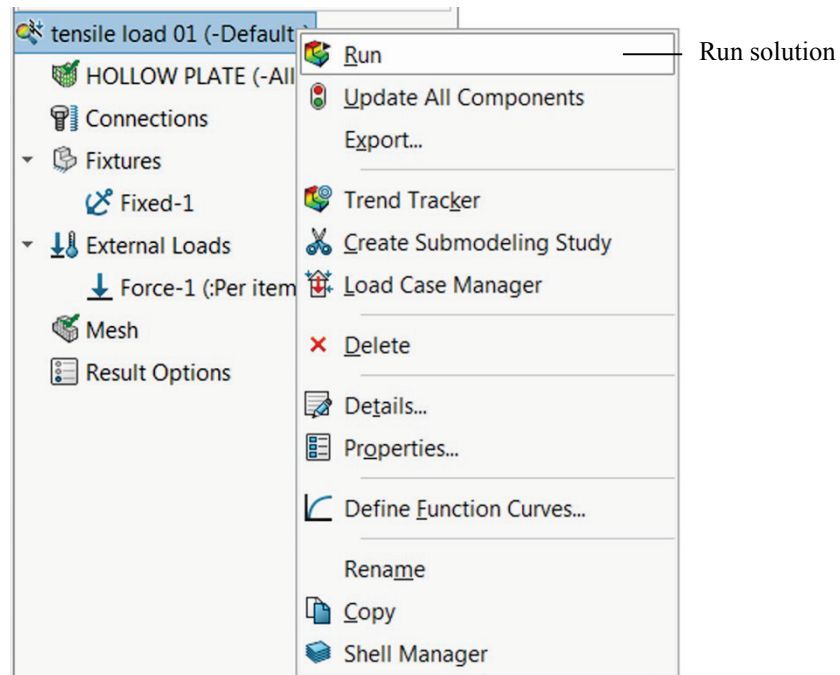 tensile load 01 (-Default-)
HOLLOW PLATE (-All
Connections
Fixtures
Fixed-1
External Loads
Force-1 (:Per item
Mesh
Result Options
Run
Update All Components
Export...
Trend Tracker
Create Submodeling Study
Load Case Manager
Delete
Details...
Properties...
Define Function Curves...
Rename
Copy
Shell Manager
Run solution